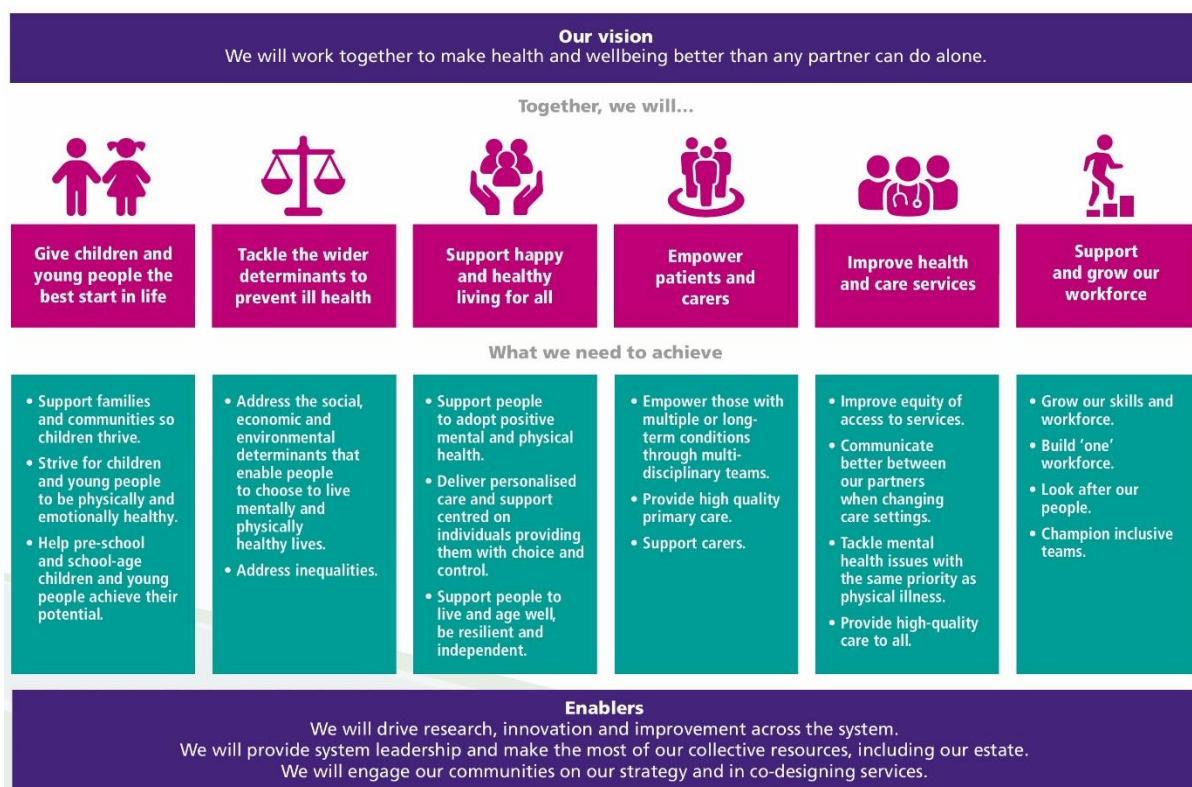 Our vision
We will work together to make health and wellbeing better than any partner can do alone.
Together, we will...
Give children and
young people the
best start in life
Tackle the wider
determinants to
prevent ill health
Support happy
and healthy
living for all
Empower
patients and
carers
Improve health
and care services
Support
and grow our
workforce
What we need to achieve
• Support families
and communities so
children thrive.
• Strive for children
and young people
to be physically and
emotionally healthy.
• Help pre-school
and school-age
children and young
people achieve their
potential.
• Address the social,
economic and
environmental
determinants that
enable people
to choose to live
mentally and
physically
healthy lives.
• Address inequalities.
• Support people
to adopt positive
mental and physical
health.
• Deliver personalised
care and support
centred on
individuals providing
them with choice and
control.
• Support people to
live and age well,
be resilient and
independent.
• Empower those with
multiple or long-
term conditions
through multi-
disciplinary teams.
• Provide high quality
primary care.
• Support carers.
• Improve equity of
access to services.
• Communicate
better between
our partners
when changing
care settings.
• Tackle mental
health issues with
the same priority as
physical illness.
• Provide high-quality
care to all.
• Grow our skills and
workforce.
• Build ‘one’
workforce.
• Look after our
people.
• Champion inclusive
teams.
Enablers
We will drive research, innovation and improvement across the system.
We will provide system leadership and make the most of our collective resources, including our estate.
We will engage our communities on our strategy and in co-designing services.